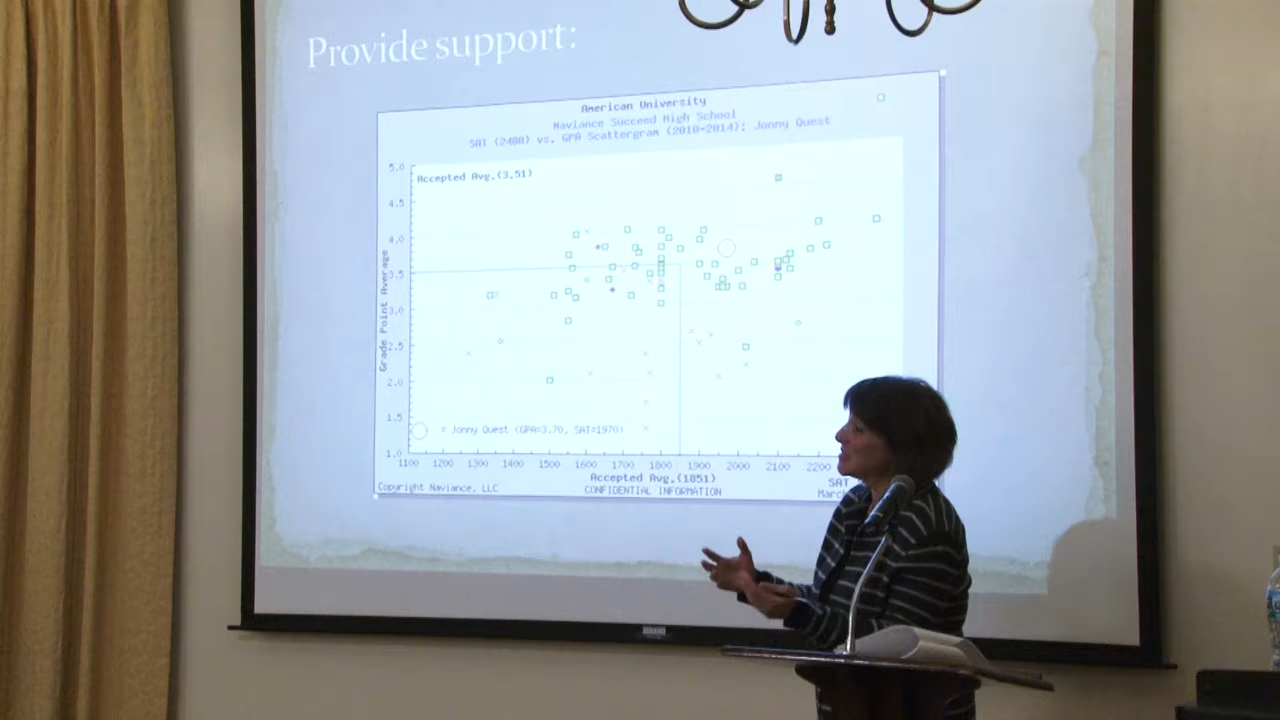 Provide support:
American University
Naviance Succeed High School
SAT (2400) vs. GPA Scattergram (2010-2014): Jonny Quest
5.0
Accepted Avg.(3.51)
4.5
4.0
3.5
3.0
2.5
2.0
1.5
1.0
Grade Point Average
= Jonny Quest (GPA=3.70, SAT=1970)
1100 1200 1300 1400 1500 1600 1700 1800 1900 2000 2100 2200
Accepted Avg.(1851)
SAT
Copyright Naviance, LLC
CONFIDENTIAL INFORMATION
March